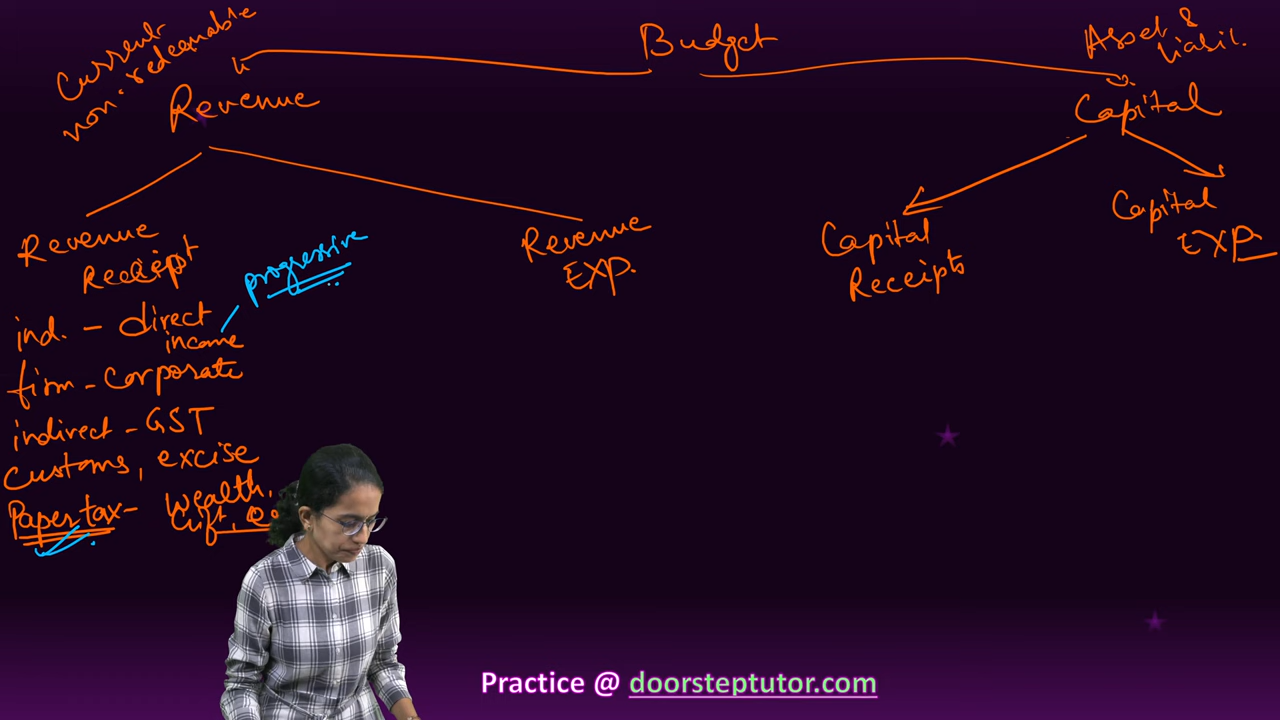 Budget
Current
non-redeemable
Revenue
Asset &
liabil.
Capital
Revenue
Receipt
Revenue
EXP.
Capital
Receipts
Capital
EXP.
progressive
ind. - direct
income
firm - corporate
indirect - GST
Customs, excise
Paper tax - Wealth,
Gift,
Practice @ doorsteptutor.com